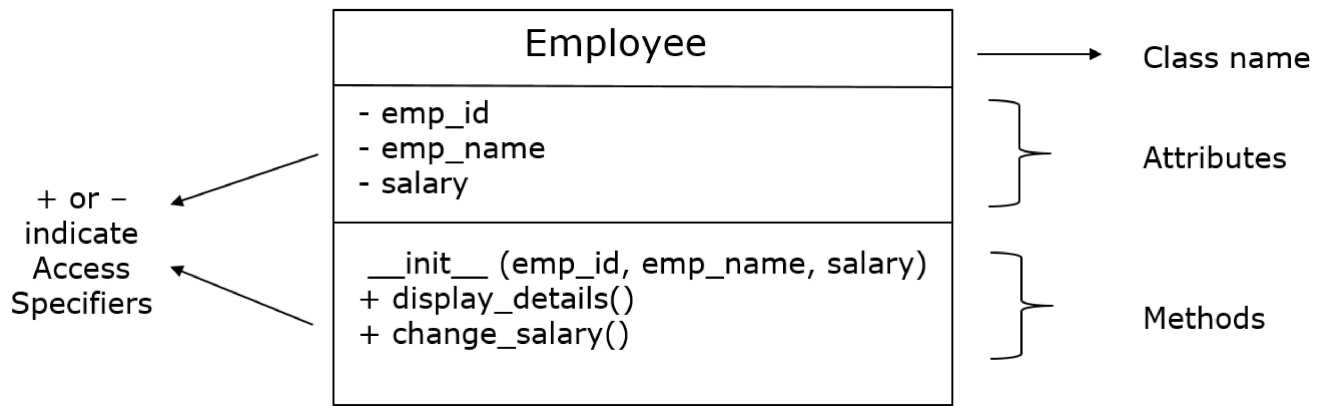 Employee
Class name
- emp_id
- emp_name
- salary
Attributes
+ or –
indicate
Access
Specifiers
__init__ (emp_id, emp_name, salary)
+ display_details()
+ change_salary()
Methods